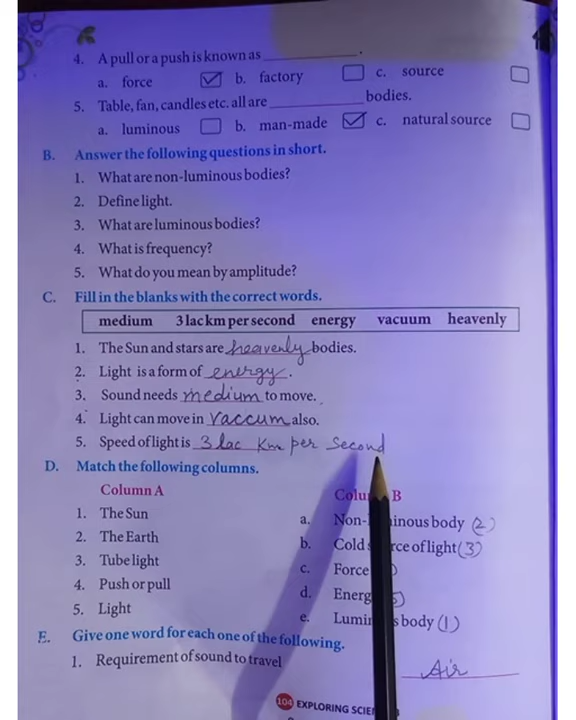 4. A pull or a push is known as ____________.
a. force ☑ b. factory ☐ c. source ☐
5. Table, fan, candles etc. all are ____________ bodies.
a. luminous ☐ b. man-made ☑ c. natural source ☐
B. Answer the following questions in short.
1. What are non-luminous bodies?
2. Define light.
3. What are luminous bodies?
4. What is frequency?
5. What do you mean by amplitude?
C. Fill in the blanks with the correct words.
medium 3 lac km per second energy vacuum heavenly
1. The Sun and stars are heavenly bodies.
2. Light is a form of energy.
3. Sound needs medium to move.
4. Light can move in vaccum also.
5. Speed of light is 3 lac Km per Second
D. Match the following columns.
Column A Colu B
1. The Sun
a. Non- inous body (2)
2. The Earth
b. Cold rce of light (3)
3. Tube light
c. Force )
4. Push or pull
d. Energ 5)
5. Light
e. Lumi s body (1)
E. Give one word for each one of the following.
1. Requirement of sound to travel Air
104 EXPLORING SCIE